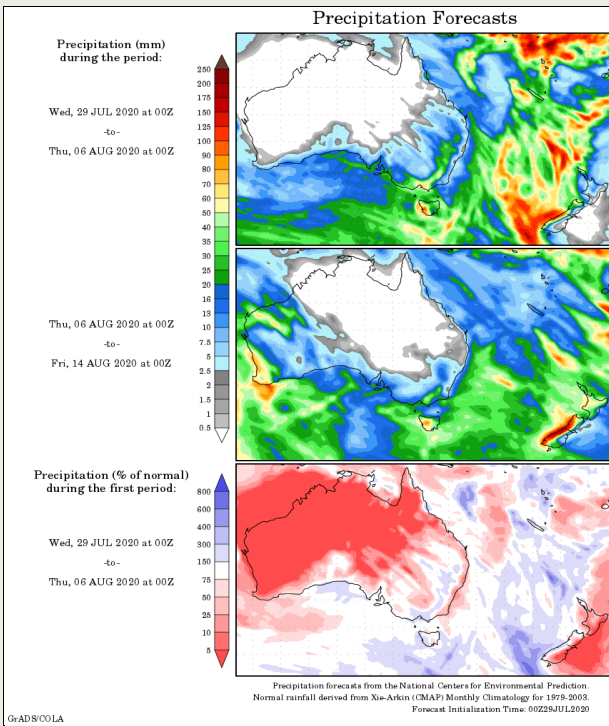 Precipitation Forecasts
Precipitation (mm)
during the period:
Wed, 29 JUL 2020 at 00Z
-to-
Thu, 06 AUG 2020 at 00Z
250
200
175
150
125
100
90
80
70
60
50
40
35
30
25
20
16
13
10
7.5
5
2.5
2
1.5
1
0.5
Thu, 06 AUG 2020 at 00Z
-to-
Fri, 14 AUG 2020 at 00Z
Precipitation (% of normal)
during the first period:
Wed, 29 JUL 2020 at 00Z
-to-
Thu, 06 AUG 2020 at 00Z
800
600
400
300
150
75
50
25
10
5
Precipitation forecasts from the National Centers for Environmental Prediction.
Normal rainfall derived from Xie-Arkin (CMAP) Monthly Climatology for 1979-2003.
Forecast Initialization Time: 00Z29JUL2020
GrADS/COLA